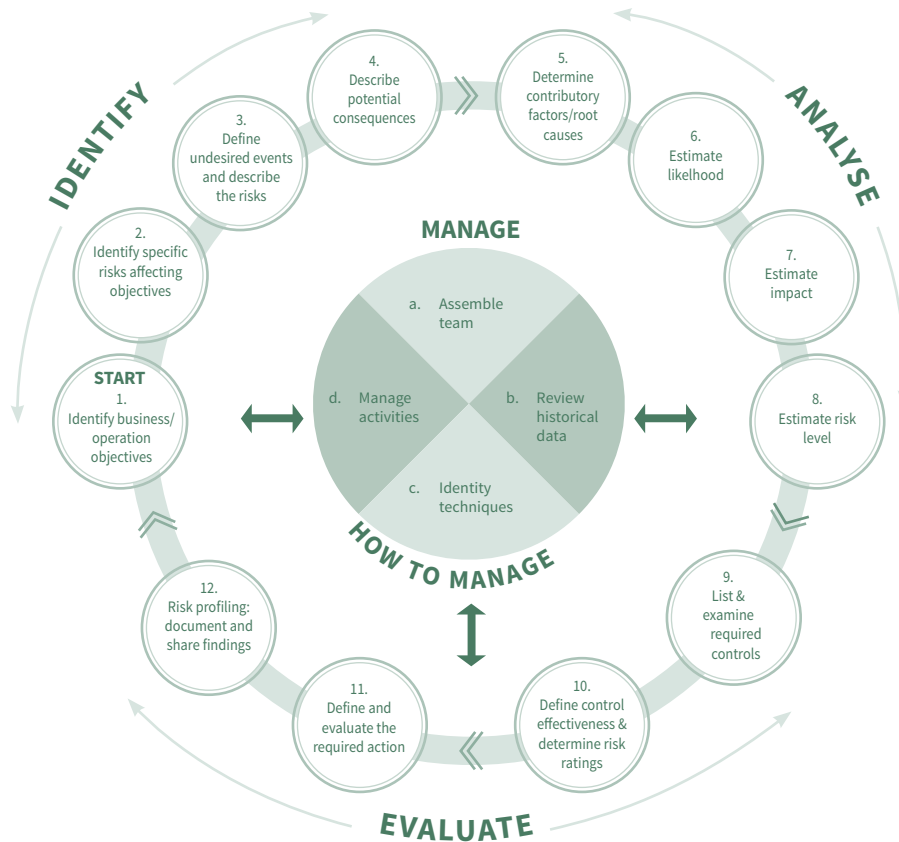 IDENTIFY
START
1.
Identify business/
operation
objectives
2.
Identify specific
risks affecting
objectives
3.
Define
undesired events
and describe
the risks
4.
Describe
potential
consequences
ANALYSE
5.
Determine
contributory
factors/root
causes
6.
Estimate
likelhood
7.
Estimate
impact
8.
Estimate risk
level
9.
List &
examine
required
controls
10.
Define control
effectiveness &
determine risk
ratings
11.
Define and
evaluate the
required action
12.
Risk profiling:
document and
share findings
EVALUATE
MANAGE
a. Assemble
team
b. Review
historical
data
c. Identity
techniques
d. Manage
activities
HOW TO MANAGE